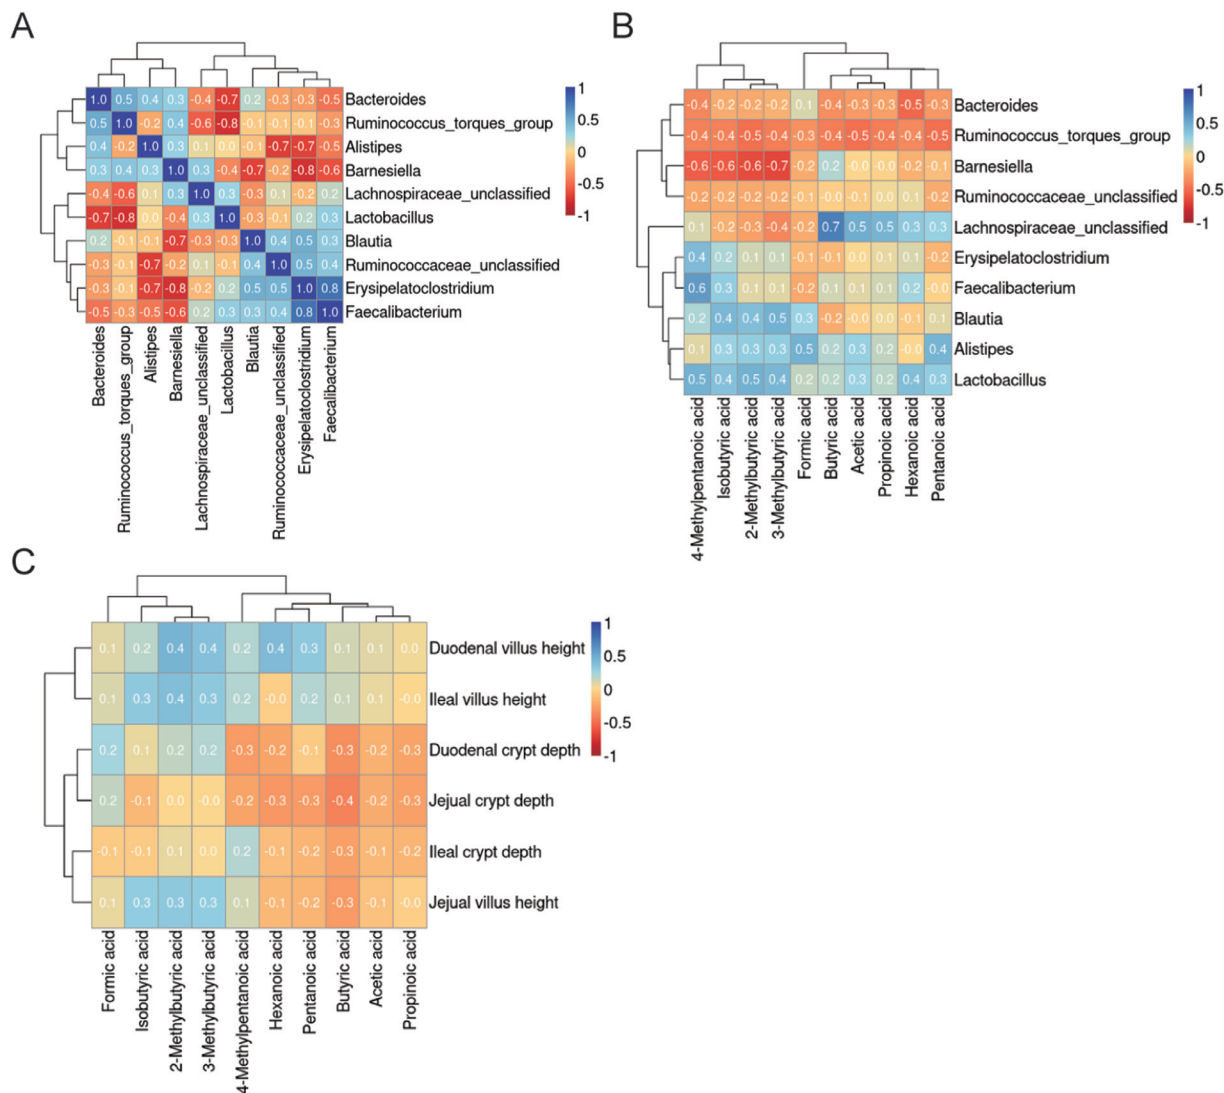 A
1.0 0.5 0.4 0.3 -0.4 -0.7 0.2 -0.3 -0.3 -0.5 Bacteroides
0.5 1.0 -0.2 0.4 -0.6 -0.8 -0.1 -0.1 -0.1 -0.3 Ruminococcus_torques_group
0.4 -0.2 1.0 0.3 0.1 0.0 -0.1 -0.7 -0.7 -0.5 Alistipes
0.3 0.4 0.3 1.0 0.3 -0.4 -0.7 -0.2 -0.8 -0.6 Barnesiella
-0.4 -0.6 0.1 0.3 1.0 0.3 -0.3 0.1 -0.2 0.2 Lachnospiraceae_unclassified
-0.7 -0.8 0.0 -0.4 0.3 1.0 -0.3 -0.1 0.2 0.3 Lactobacillus
0.2 -0.1 -0.1 -0.7 -0.3 -0.3 1.0 0.4 0.5 0.3 Blautia
-0.3 -0.1 -0.7 -0.2 0.1 -0.1 0.4 1.0 0.5 0.4 Ruminococcaceae_unclassified
-0.3 -0.1 -0.7 -0.8 -0.2 0.2 0.5 0.5 1.0 0.8 Erysipelatoclostridium
-0.5 -0.3 -0.5 -0.6 0.2 0.3 0.3 0.4 0.8 1.0 Faecalibacterium
Bacteroides
Ruminococcus_torques_group
Alistipes
Barnesiella
Lachnospiraceae_unclassified
Lactobacillus
Blautia
Ruminococcaceae_unclassified
Erysipelatoclostridium
Faecalibacterium
1
0.5
0
-0.5
-1
B
-0.4 -0.2 -0.2 -0.2 0.1 -0.4 -0.3 -0.3 -0.5 -0.3 Bacteroides
-0.4 -0.4 -0.5 -0.4 -0.3 -0.4 -0.5 -0.4 -0.4 -0.5 Ruminococcus_torques_group
-0.6 -0.6 -0.6 -0.7 -0.2 0.2 -0.0 -0.0 -0.2 -0.1 Barnesiella
-0.2 -0.2 -0.2 -0.2 -0.1 -0.0 -0.1 -0.0 0.1 -0.2 Ruminococcaceae_unclassified
0.1 -0.2 -0.3 -0.4 -0.2 0.7 0.5 0.5 0.3 0.3 Lachnospiraceae_unclassified
0.4 0.2 0.1 0.1 -0.1 -0.1 -0.0 0.1 0.1 -0.2 Erysipelatoclostridium
0.6 0.3 0.1 0.1 -0.2 0.1 0.1 0.1 0.2 -0.0 Faecalibacterium
0.2 0.4 0.4 0.5 0.3 -0.2 -0.0 -0.0 -0.1 0.1 Blautia
0.1 0.3 0.3 0.3 0.5 0.2 0.3 0.2 -0.0 0.4 Alistipes
0.5 0.4 0.5 0.4 0.2 0.2 0.3 0.2 0.4 0.3 Lactobacillus
4-Methylpentanoic acid
Isobutyric acid
2-Methylbutyric acid
3-Methylbutyric acid
Formic acid
Butyric acid
Acetic acid
Propinoic acid
Hexanoic acid
Pentanoic acid
1
0.5
0
-0.5
-1
C
0.1 0.2 0.4 0.4 0.2 0.4 0.3 0.1 0.1 0.0 Duodenal villus height
0.1 0.3 0.4 0.3 0.2 -0.0 0.2 0.1 0.1 -0.0 Ileal villus height
0.2 0.1 0.2 0.2 -0.3 -0.2 -0.1 -0.3 -0.2 -0.3 Duodenal crypt depth
0.2 -0.1 0.0 -0.0 -0.2 -0.3 -0.3 -0.4 -0.2 -0.3 Jejual crypt depth
-0.1 -0.1 0.1 0.0 0.2 -0.1 -0.2 -0.3 -0.1 -0.2 Ileal crypt depth
0.1 0.3 0.3 0.3 0.1 -0.1 -0.2 -0.3 -0.1 -0.0 Jejual villus height
Formic acid
Isobutyric acid
2-Methylbutyric acid
3-Methylbutyric acid
4-Methylpentanoic acid
Hexanoic acid
Pentanoic acid
Butyric acid
Acetic acid
Propinoic acid
1
0.5
0
-0.5
-1